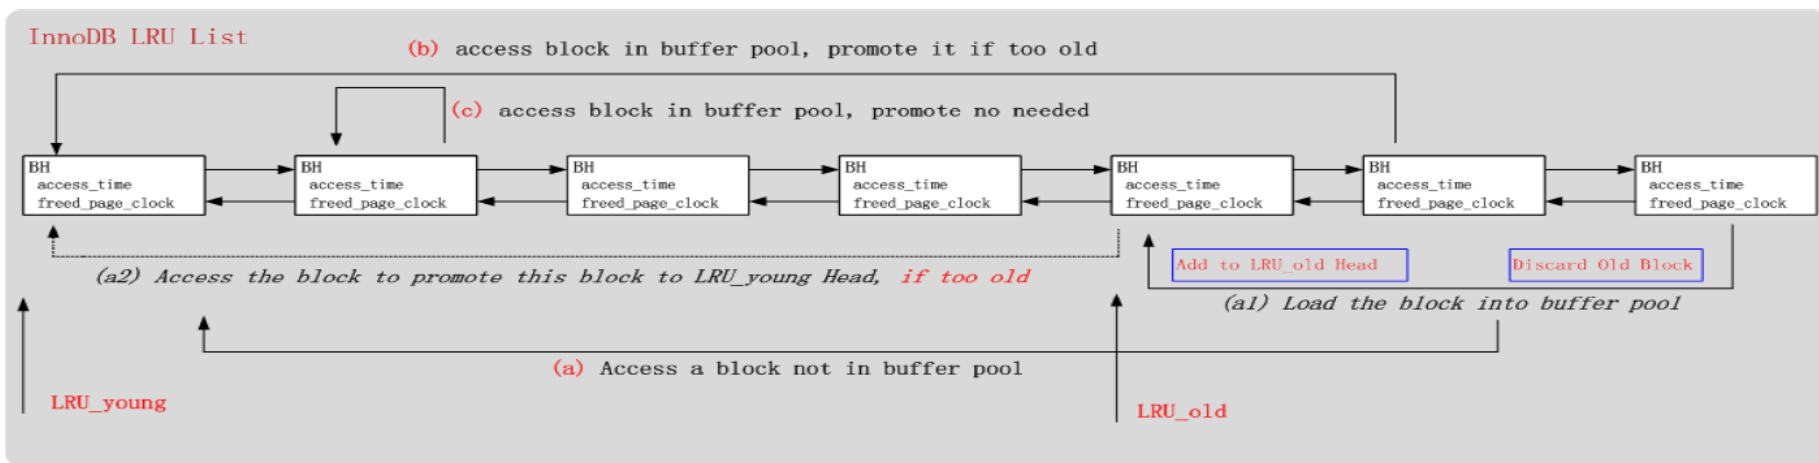 InnoDB LRU List
(b) access block in buffer pool, promote it if too old
(c) access block in buffer pool, promote no needed
BH
access_time
freed_page_clock
BH
access_time
freed_page_clock
BH
access_time
freed_page_clock
BH
access_time
freed_page_clock
BH
access_time
freed_page_clock
BH
access_time
freed_page_clock
BH
access_time
freed_page_clock
(a2) Access the block to promote this block to LRU_young Head, if too old
Add to LRU_old Head
Discard Old Block
(a1) Load the block into buffer pool
(a) Access a block not in buffer pool
LRU_young
LRU_old